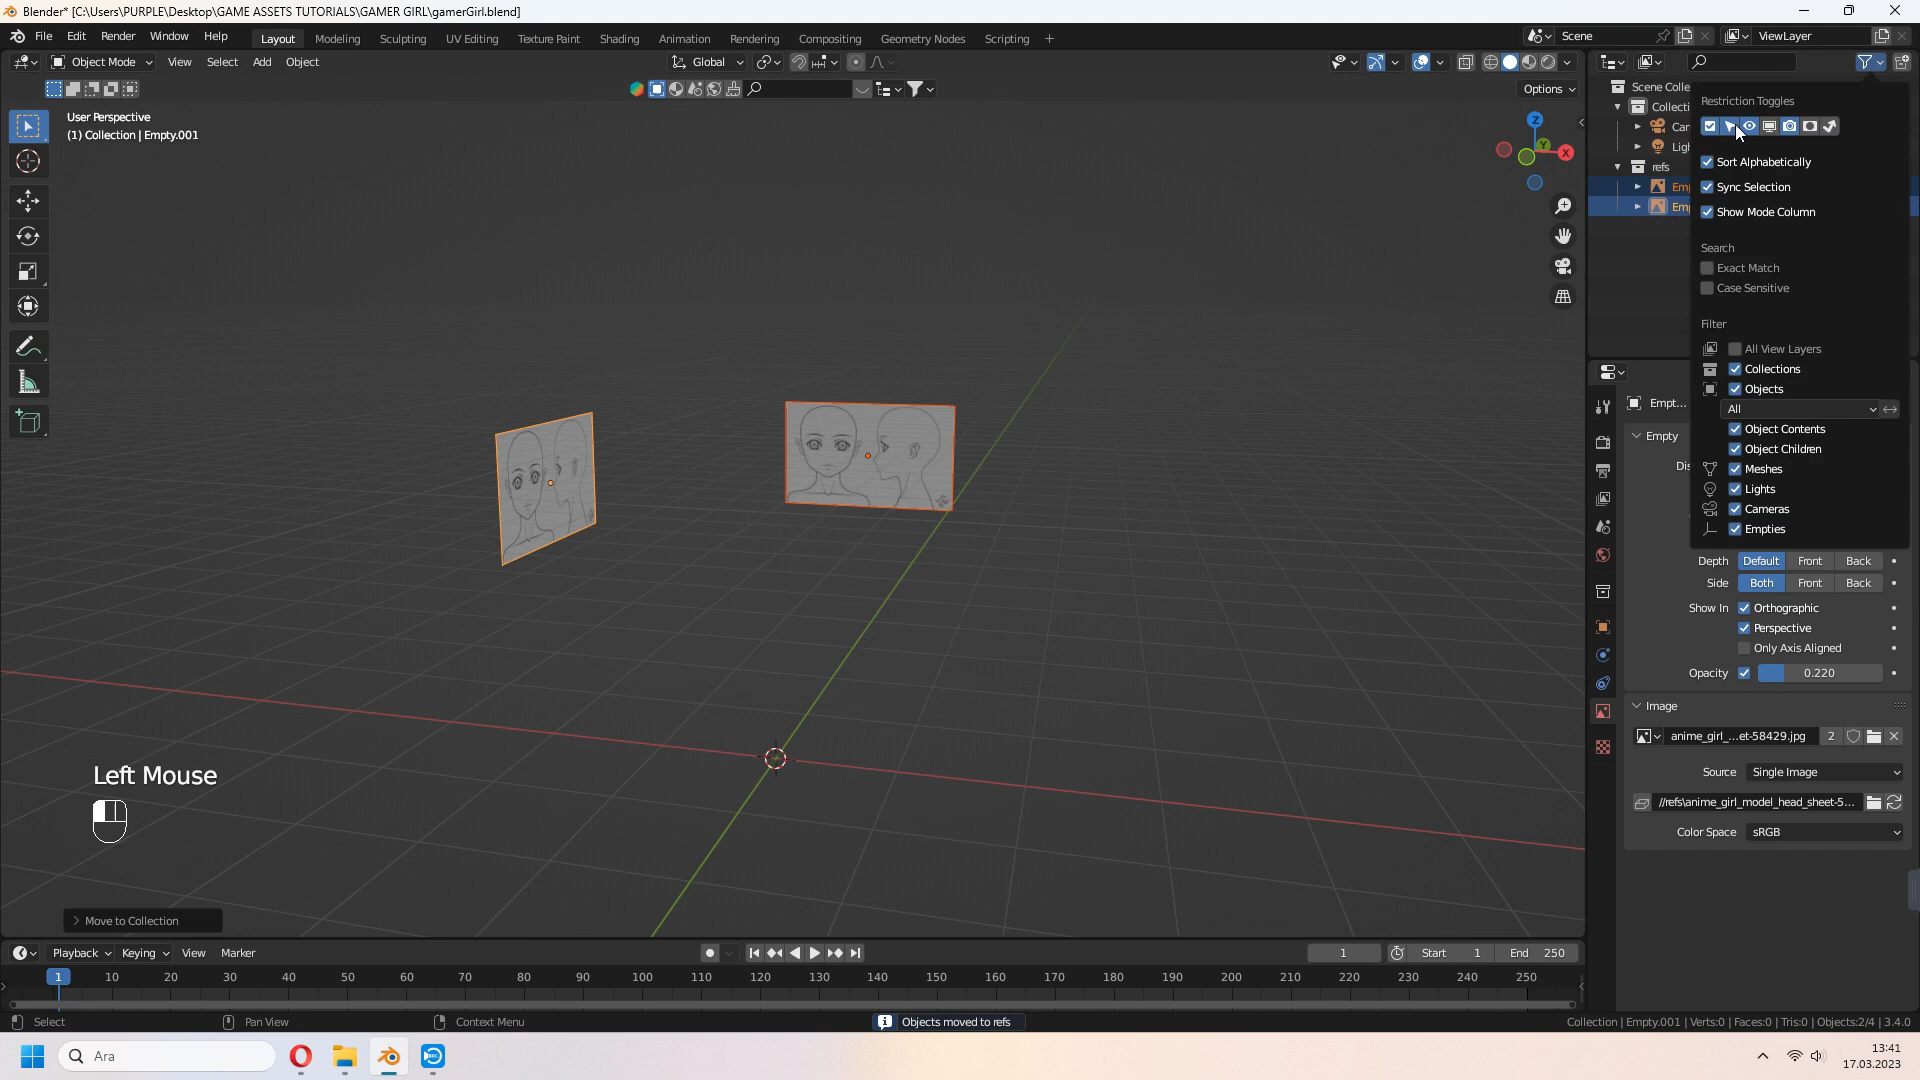 Blender* [C:\Users\PURPLE\Desktop\GAME ASSETS TUTORIALS\GAMER GIRL\gamerGirl.blend]
File Edit Render Window Help Layout Modeling Sculpting UV Editing Texture Paint Shading Animation Rendering Compositing Geometry Nodes Scripting + Scene ViewLayer
Object Mode View Select Add Object Global
Options
User Perspective
(1) Collection | Empty.001
Z
Y
X
Scene Colle
Collecti
Can
Ligh
refs
Emp
Emp
Restriction Toggles
Sort Alphabetically
Sync Selection
Show Mode Column
Search
Exact Match
Case Sensitive
Filter
All View Layers
Collections
Objects
All
Object Contents
Object Children
Meshes
Lights
Cameras
Empties
Empt...
Empty
Dis
Depth Default Front Back
Side Both Front Back
Show In Orthographic
Perspective
Only Axis Aligned
Opacity 0.220
Image
anime_girl_...et-58429.jpg 2
Source Single Image
//refs\anime_girl_model_head_sheet-5...
Color Space sRGB
Left Mouse
Move to Collection
Playback Keying View Marker 1 Start 1 End 250
1 10 20 30 40 50 60 70 80 90 100 110 120 130 140 150 160 170 180 190 200 210 220 230 240 250
Select Pan View Context Menu Objects moved to refs Collection | Empty.001 | Verts:0 | Faces:0 | Tris:0 | Objects:2/4 | 3.4.0
Ara
13:41
17.03.2023